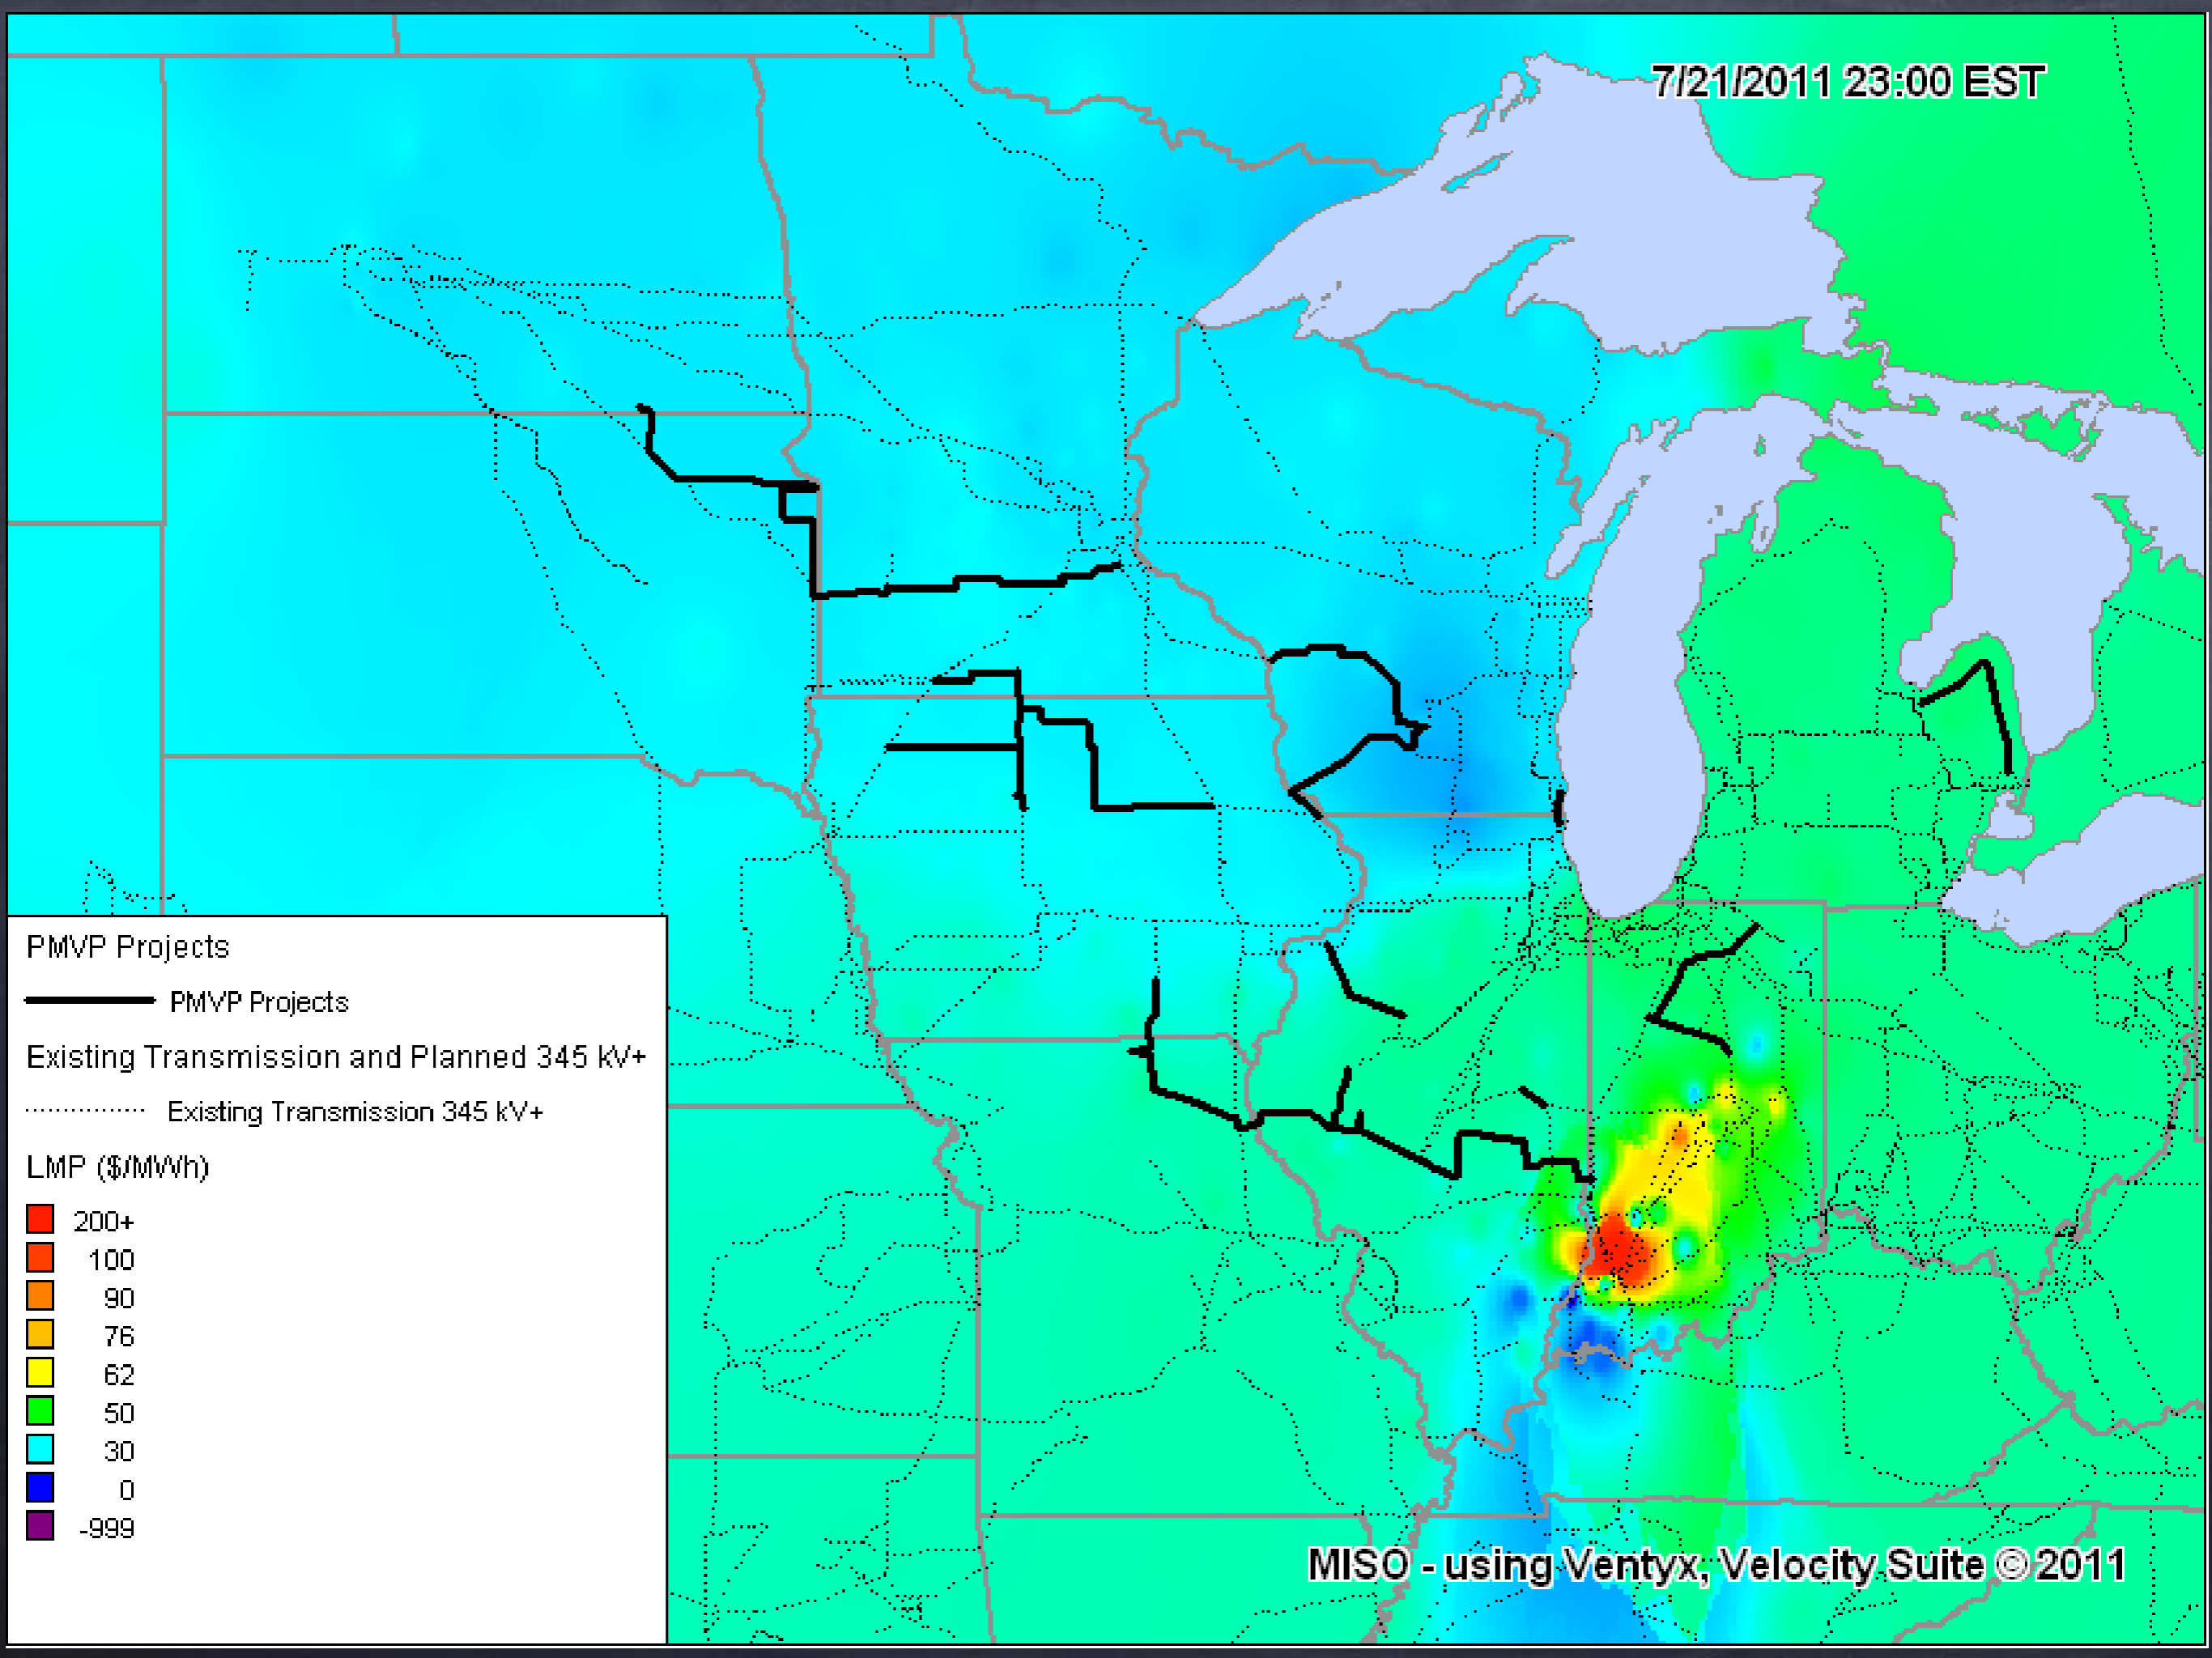 7/21/2011 23:00 EST
PMVP Projects
PMVP Projects
Existing Transmission and Planned 345 kV+
Existing Transmission 345 kV+
LMP ($/MWh)
200+
100
90
76
62
50
30
0
-999
MISO - using Ventyx, Velocity Suite © 2011